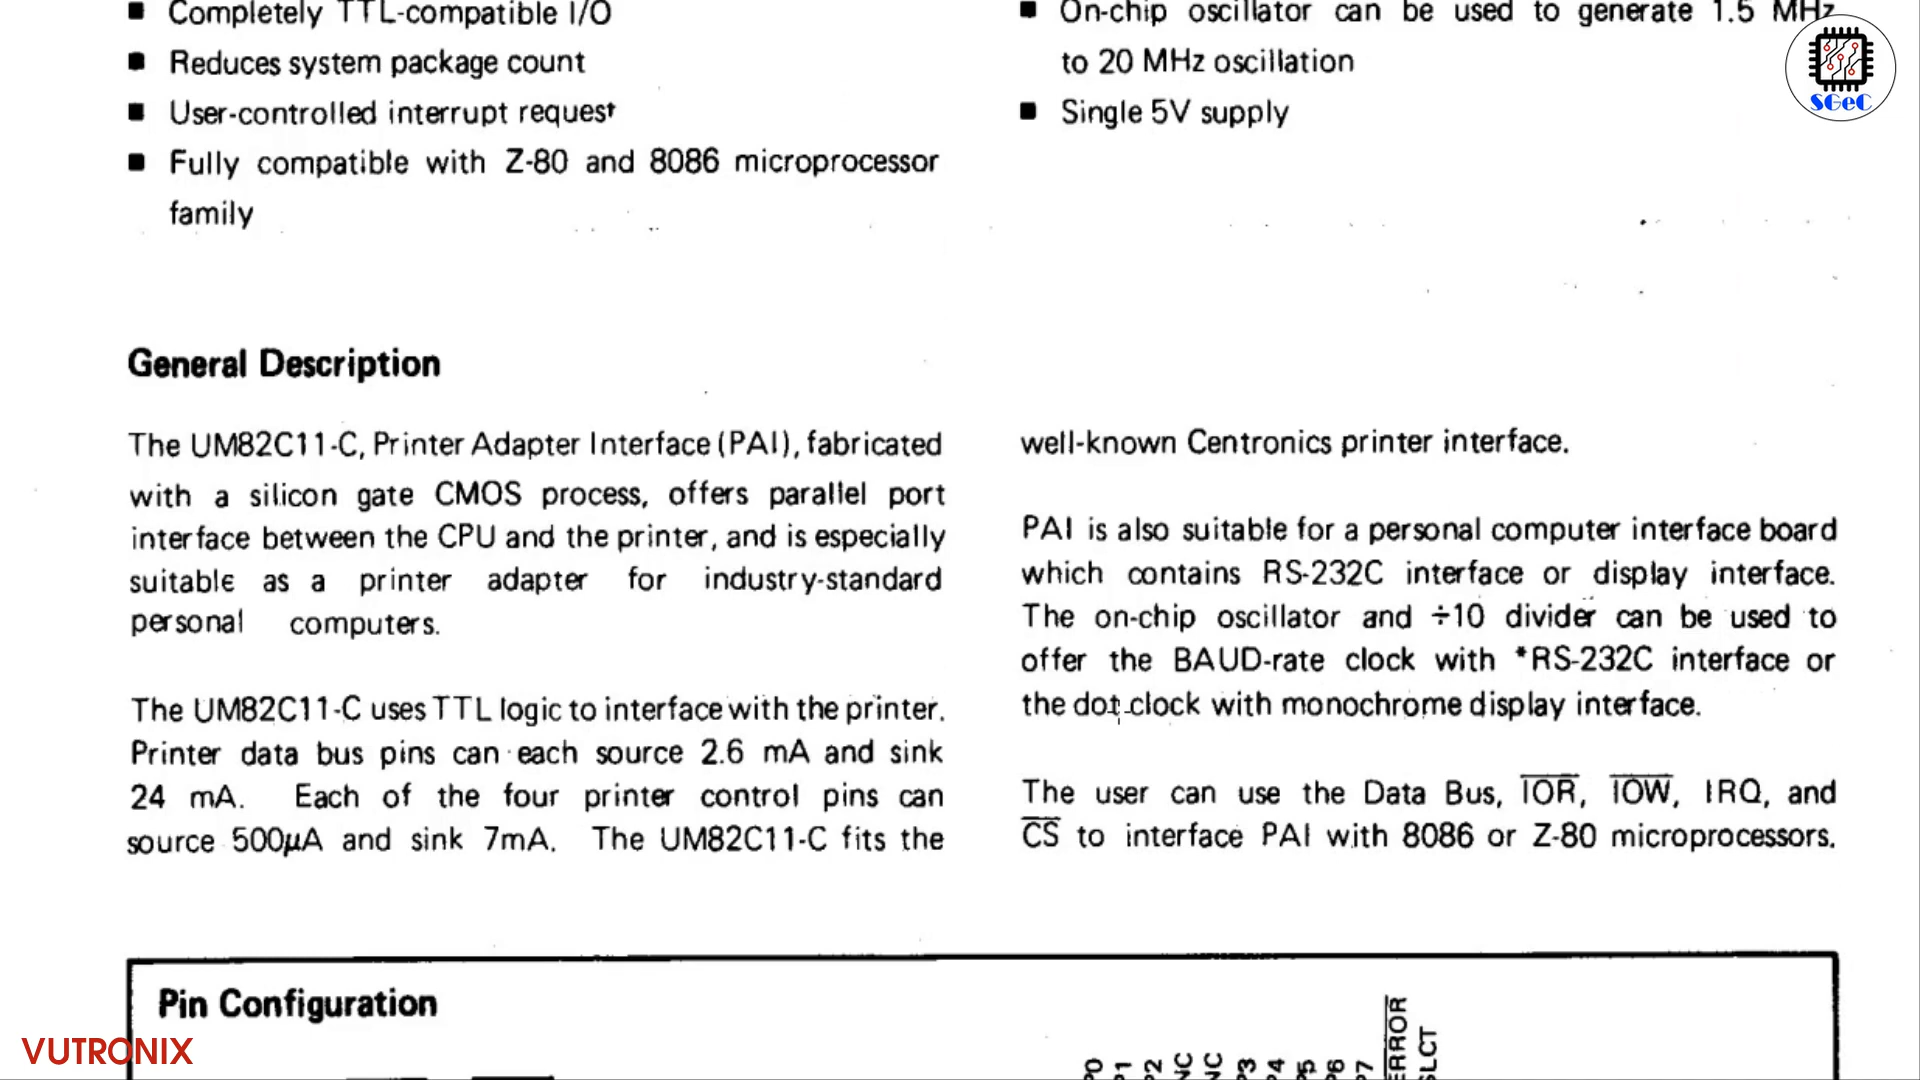 ■ Completely TTL-compatible I/O
■ Reduces system package count
■ User-controlled interrupt request
■ Fully compatible with Z-80 and 8086 microprocessor
family
■ On-chip oscillator can be used to generate 1.5 MHz
to 20 MHz oscillation
■ Single 5V supply
SGeC
General Description
The UM82C11-C, Printer Adapter Interface (PAI), fabricated
with a silicon gate CMOS process, offers parallel port
interface between the CPU and the printer, and is especially
suitable as a printer adapter for industry-standard
personal computers.
The UM82C11-C uses TTL logic to interface with the printer.
Printer data bus pins can each source 2.6 mA and sink
24 mA. Each of the four printer control pins can
source 500µA and sink 7mA. The UM82C11-C fits the
well-known Centronics printer interface.
PAI is also suitable for a personal computer interface board
which contains RS-232C interface or display interface.
The on-chip oscillator and ÷10 divider can be used to
offer the BAUD-rate clock with *RS-232C interface or
the dot clock with monochrome display interface.
The user can use the Data Bus, I̅O̅R̅, I̅O̅W̅, IRQ, and
C̅S̅ to interface PAI with 8086 or Z-80 microprocessors.
Pin Configuration
NC
NC
E̅R̅R̅O̅R̅
SLCT
VUTRONIX